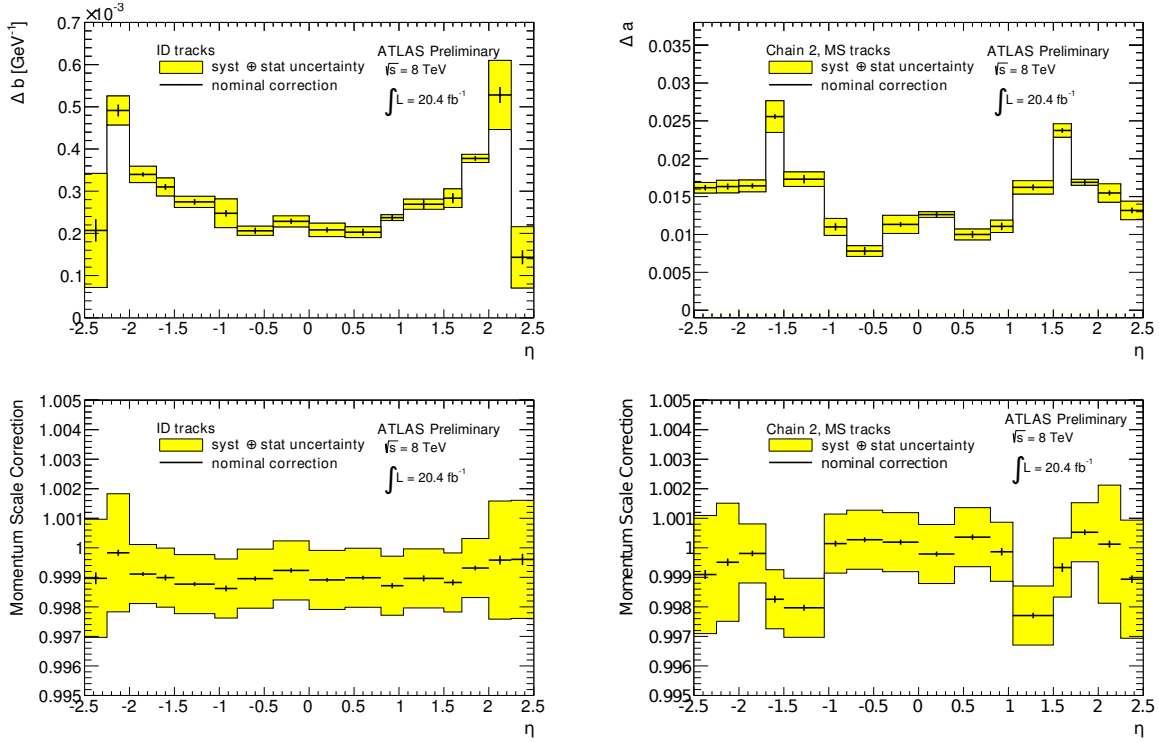 ×10⁻³
Δ b [GeV⁻¹]
0.7
0.6
0.5
0.4
0.3
0.2
0.1
0
ID tracks
syst ⊕ stat uncertainty
nominal correction
ATLAS Preliminary
√s = 8 TeV
∫L = 20.4 fb⁻¹
-2.5 -2 -1.5 -1 -0.5 0 0.5 1 1.5 2 2.5
η
Δ a
0.035
0.03
0.025
0.02
0.015
0.01
0.005
0
Chain 2, MS tracks
syst ⊕ stat uncertainty
nominal correction
ATLAS Preliminary
√s = 8 TeV
∫L = 20.4 fb⁻¹
-2.5 -2 -1.5 -1 -0.5 0 0.5 1 1.5 2 2.5
η
Momentum Scale Correction
1.005
1.004
1.003
1.002
1.001
1
0.999
0.998
0.997
0.996
0.995
ID tracks
syst ⊕ stat uncertainty
nominal correction
ATLAS Preliminary
√s = 8 TeV
∫L = 20.4 fb⁻¹
-2.5 -2 -1.5 -1 -0.5 0 0.5 1 1.5 2 2.5
η
Momentum Scale Correction
1.005
1.004
1.003
1.002
1.001
1
0.999
0.998
0.997
0.996
0.995
Chain 2, MS tracks
syst ⊕ stat uncertainty
nominal correction
ATLAS Preliminary
√s = 8 TeV
∫L = 20.4 fb⁻¹
-2.5 -2 -1.5 -1 -0.5 0 0.5 1 1.5 2 2.5
η